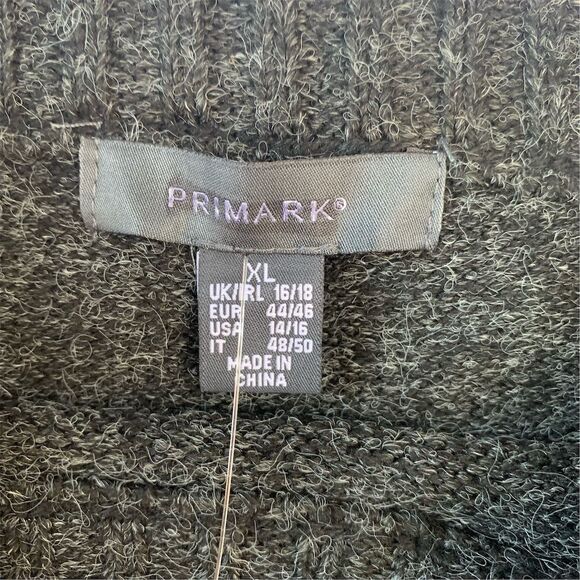 PRIMARK®
XL
UK/IRL 16/18
EUR 44/46
USA 14/16
IT 48/50
MADE IN
CHINA